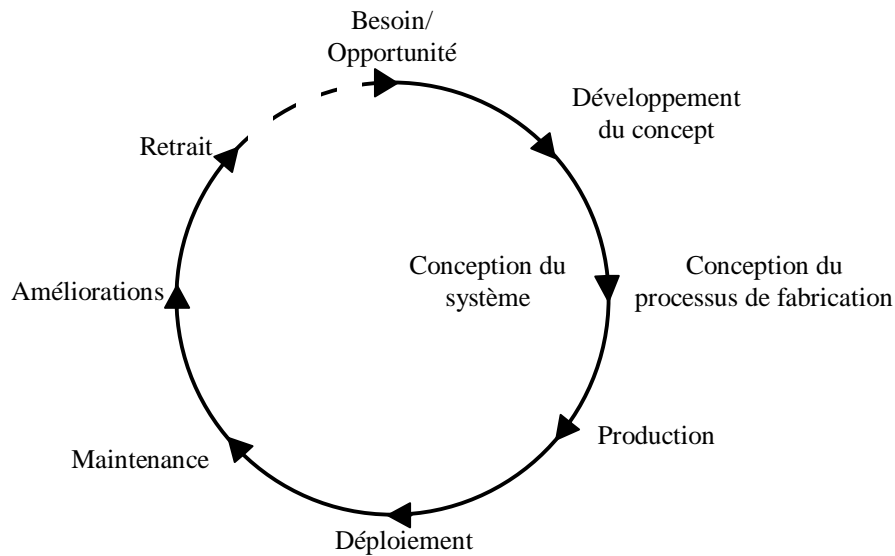 Besoin/
Opportunité
Développement
du concept
Retrait
Conception du
système
Conception du
processus de fabrication
Améliorations
Production
Maintenance
Déploiement